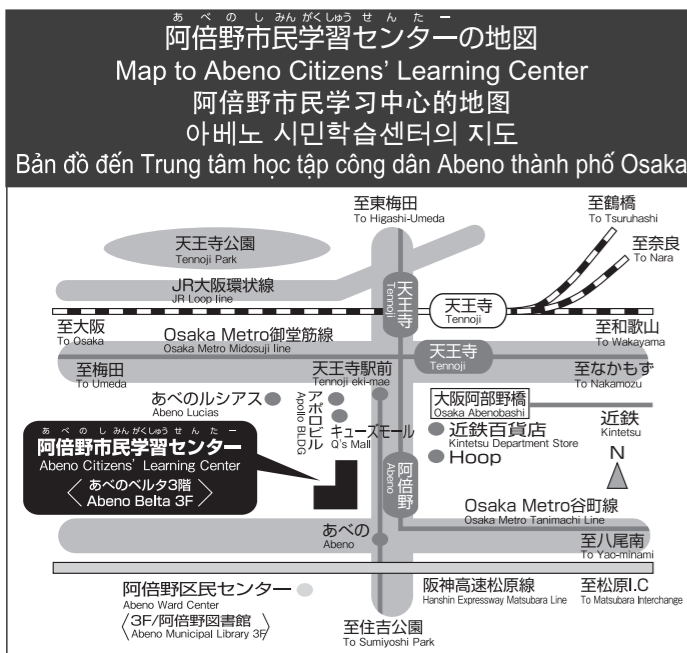 あべのしみんがくしゅうせんたー
阿倍野市民学習センターの地図
Map to Abeno Citizens’ Learning Center
阿倍野市民学习中心的地图
아베노 시민학습센터의 지도
Bản đồ đến Trung tâm học tập công dân Abeno thành phố Osaka
至東梅田
To Higashi-Umeda
至鶴橋
To Tsuruhashi
天王寺公園
Tennoji Park
至奈良
To Nara
JR大阪環状線
JR Loop line
天王寺
Tennoji
天王寺
Tennoji
至大阪
To Osaka
Osaka Metro御堂筋線
Osaka Metro Midosuji line
至和歌山
To Wakayama
天王寺
Tennoji
至梅田
To Umeda
天王寺駅前
Tennoji eki-mae
至なかもず
To Nakamozu
あべのルシアス
Abeno Lucias
アポロビル
Apollo BLDG
大阪阿部野橋
Osaka Abenobashi
近鉄
Kintetsu
キューズモール
Q's Mall
近鉄百貨店
Kintetsu Department Store
Hoop
N
あべのしみんがくしゅうせんたー
阿倍野市民学習センター
Abeno Citizens’ Learning Center
〈あべのベルタ3階〉
Abeno Belta 3F
阿倍野
Abeno
Osaka Metro谷町線
Osaka Metro Tanimachi Line
あべの
Abeno
至八尾南
To Yao-minami
阿倍野区民センター
Abeno Ward Center
〈3F/阿倍野図書館〉
Abeno Municipal Library 3F
阪神高速松原線
Hanshin Expressway Matsubara Line
至松原I.C
To Matsubara Interchange
至住吉公園
To Sumiyoshi Park